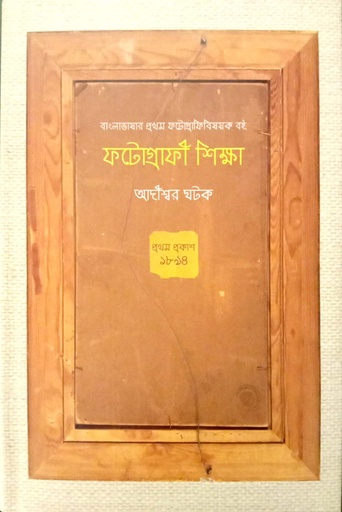 বাংলাভাষার প্রথম ফটোগ্রাফিবিষয়ক বই
ফটোগ্রাফী শিক্ষা
আদীশ্বর ঘটক
প্রথম প্রকাশ
১৮৯৪